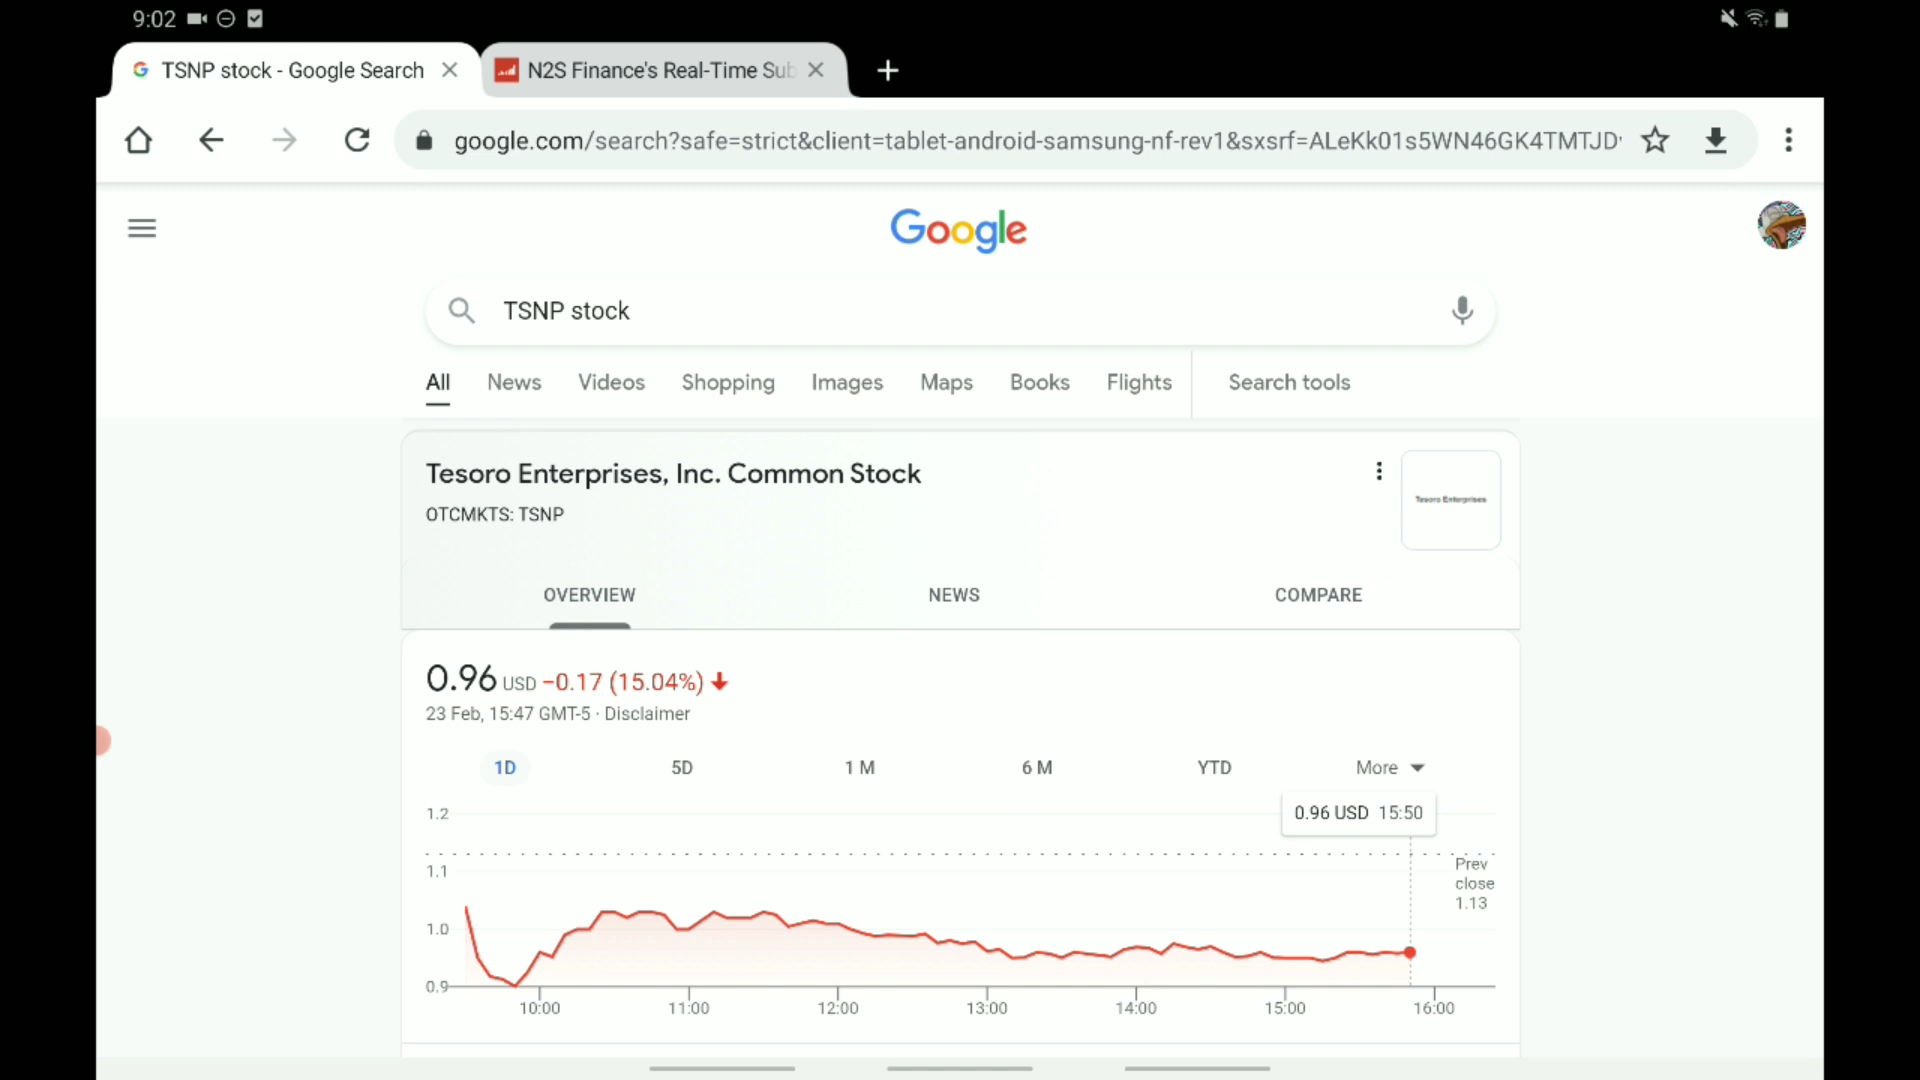 9:02
TSNP stock - Google Search
N2S Finance's Real-Time Sub
google.com/search?safe=strict&client=tablet-android-samsung-nf-rev1&sxsrf=ALeKk01s5WN46GK4TMTJD
Google
TSNP stock
All News Videos Shopping Images Maps Books Flights Search tools
Tesoro Enterprises, Inc. Common Stock
OTCMKTS: TSNP
Tesoro Enterprises
OVERVIEW NEWS COMPARE
0.96 USD −0.17 (15.04%)
23 Feb, 15:47 GMT-5 · Disclaimer
1D 5D 1 M 6 M YTD More
0.96 USD 15:50
1.2
1.1
1.0
0.9
Prev
close
1.13
10:00 11:00 12:00 13:00 14:00 15:00 16:00